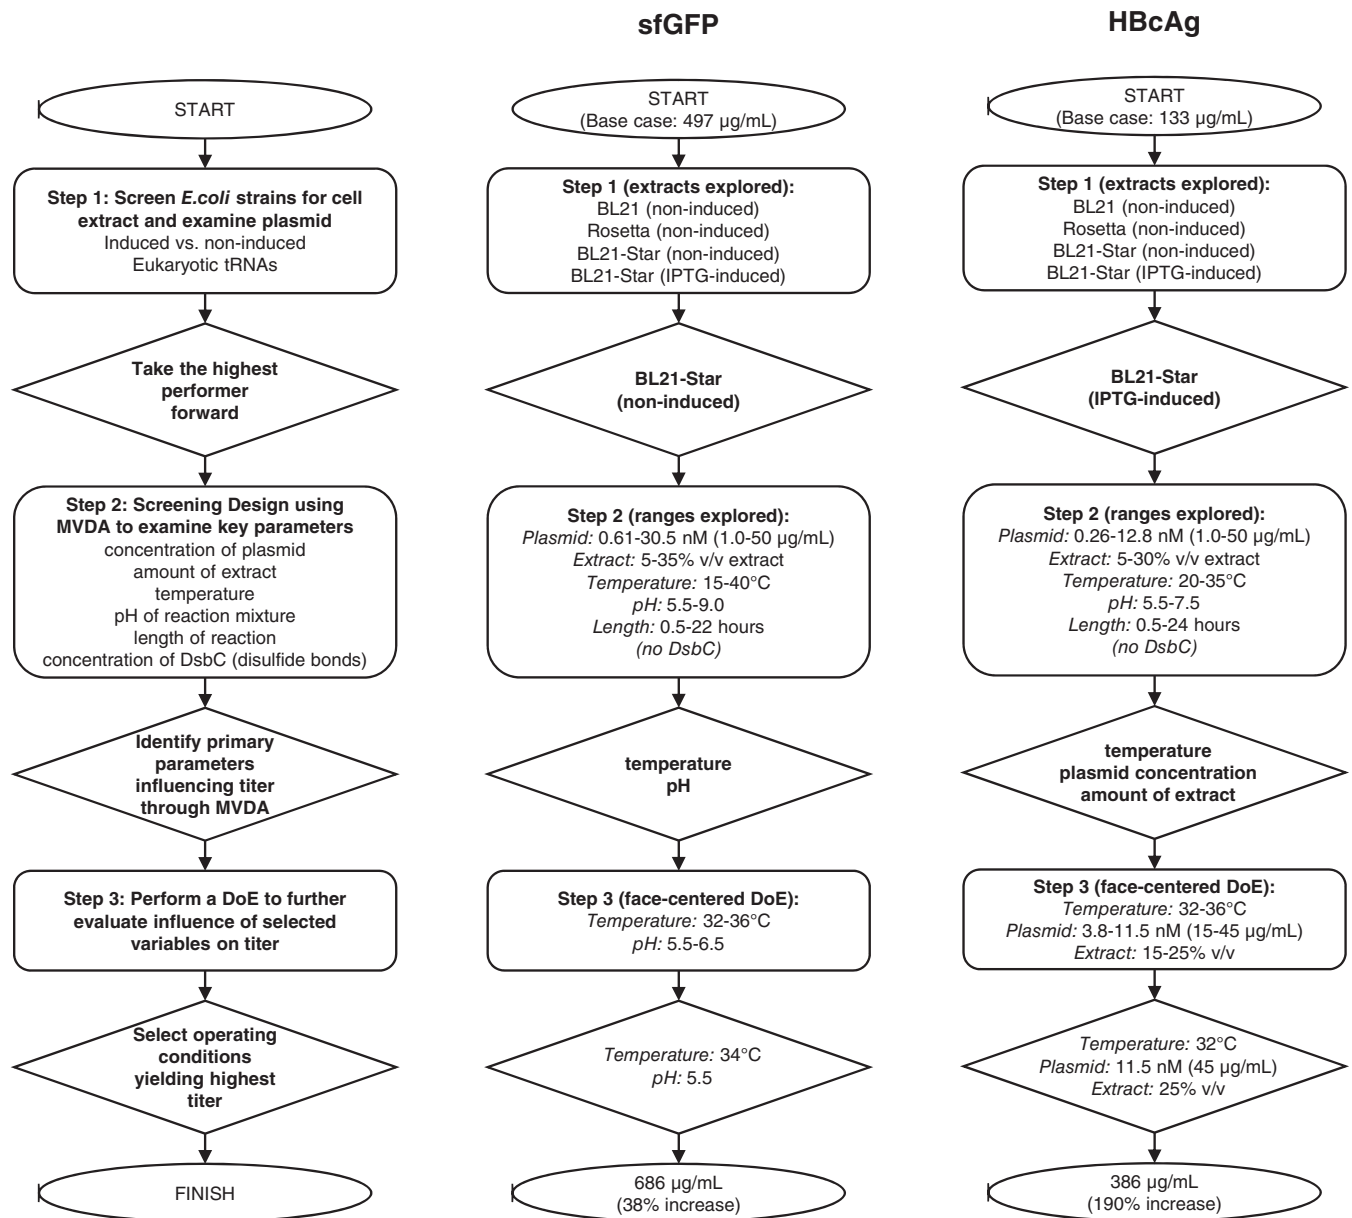 sfGFP
HBcAg
START
Step 1: Screen E.coli strains for cell
extract and examine plasmid
Induced vs. non-induced
Eukaryotic tRNAs
Take the highest
performer
forward
Step 2: Screening Design using
MVDA to examine key parameters
concentration of plasmid
amount of extract
temperature
pH of reaction mixture
length of reaction
concentration of DsbC (disulfide bonds)
Identify primary
parameters
influencing titer
through MVDA
Step 3: Perform a DoE to further
evaluate influence of selected
variables on titer
Select operating
conditions
yielding highest
titer
FINISH
START
(Base case: 497 µg/mL)
Step 1 (extracts explored):
BL21 (non-induced)
Rosetta (non-induced)
BL21-Star (non-induced)
BL21-Star (IPTG-induced)
BL21-Star
(non-induced)
Step 2 (ranges explored):
Plasmid: 0.61-30.5 nM (1.0-50 µg/mL)
Extract: 5-35% v/v extract
Temperature: 15-40°C
pH: 5.5-9.0
Length: 0.5-22 hours
(no DsbC)
temperature
pH
Step 3 (face-centered DoE):
Temperature: 32-36°C
pH: 5.5-6.5
Temperature: 34°C
pH: 5.5
686 µg/mL
(38% increase)
START
(Base case: 133 µg/mL)
Step 1 (extracts explored):
BL21 (non-induced)
Rosetta (non-induced)
BL21-Star (non-induced)
BL21-Star (IPTG-induced)
BL21-Star
(IPTG-induced)
Step 2 (ranges explored):
Plasmid: 0.26-12.8 nM (1.0-50 µg/mL)
Extract: 5-30% v/v extract
Temperature: 20-35°C
pH: 5.5-7.5
Length: 0.5-24 hours
(no DsbC)
temperature
plasmid concentration
amount of extract
Step 3 (face-centered DoE):
Temperature: 32-36°C
Plasmid: 3.8-11.5 nM (15-45 µg/mL)
Extract: 15-25% v/v
Temperature: 32°C
Plasmid: 11.5 nM (45 µg/mL)
Extract: 25% v/v
386 µg/mL
(190% increase)